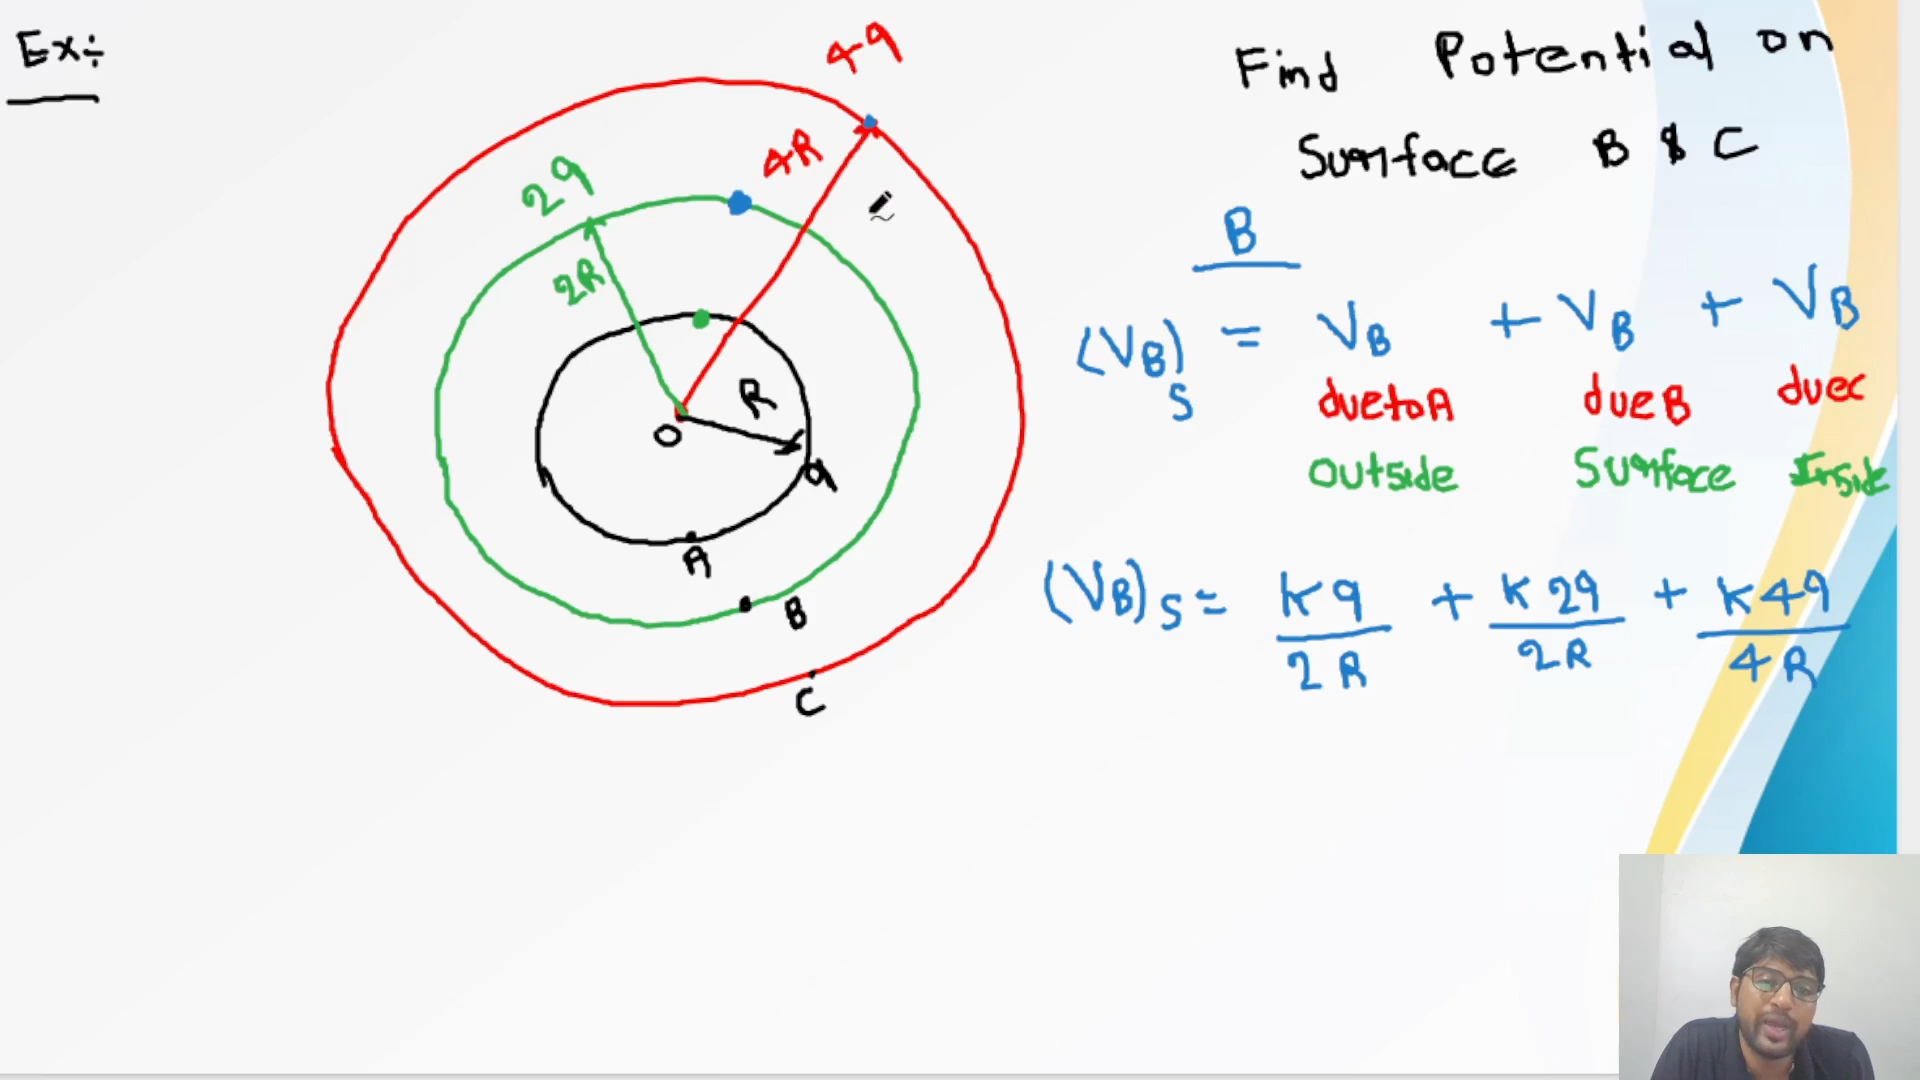 Ex:
Find Potential on
Surface B & C
4q
4R
2q
2R
R
O
q
A
B
C
B
(VB)s = VB + VB + VB
due to A due B due C
Outside Surface Inside
(VB)s = Kq/2R + K2q/2R + K4q/4R